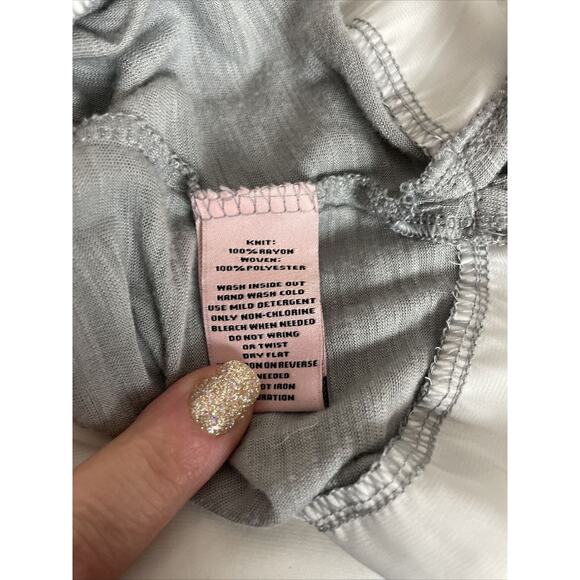 KNIT:
100% RAYON
WOVEN:
100% POLYESTER
WASH INSIDE OUT
HAND WASH COLD
USE MILD DETERGENT
ONLY NON-CHLORINE
BLEACH WHEN NEEDED
DO NOT WRING
OR TWIST
DRY FLAT
ON REVERSE
NEEDED
IRON